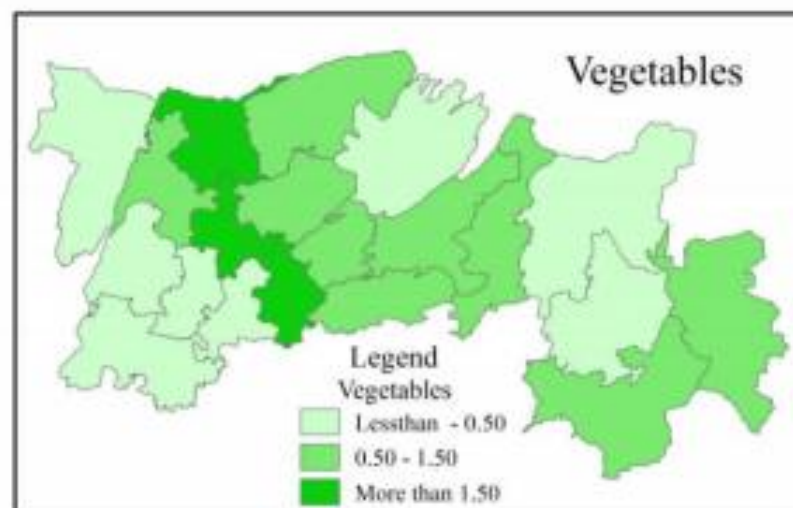 Vegetables
Legend
Vegetables
Lessthan - 0.50
0.50 - 1.50
More than 1.50